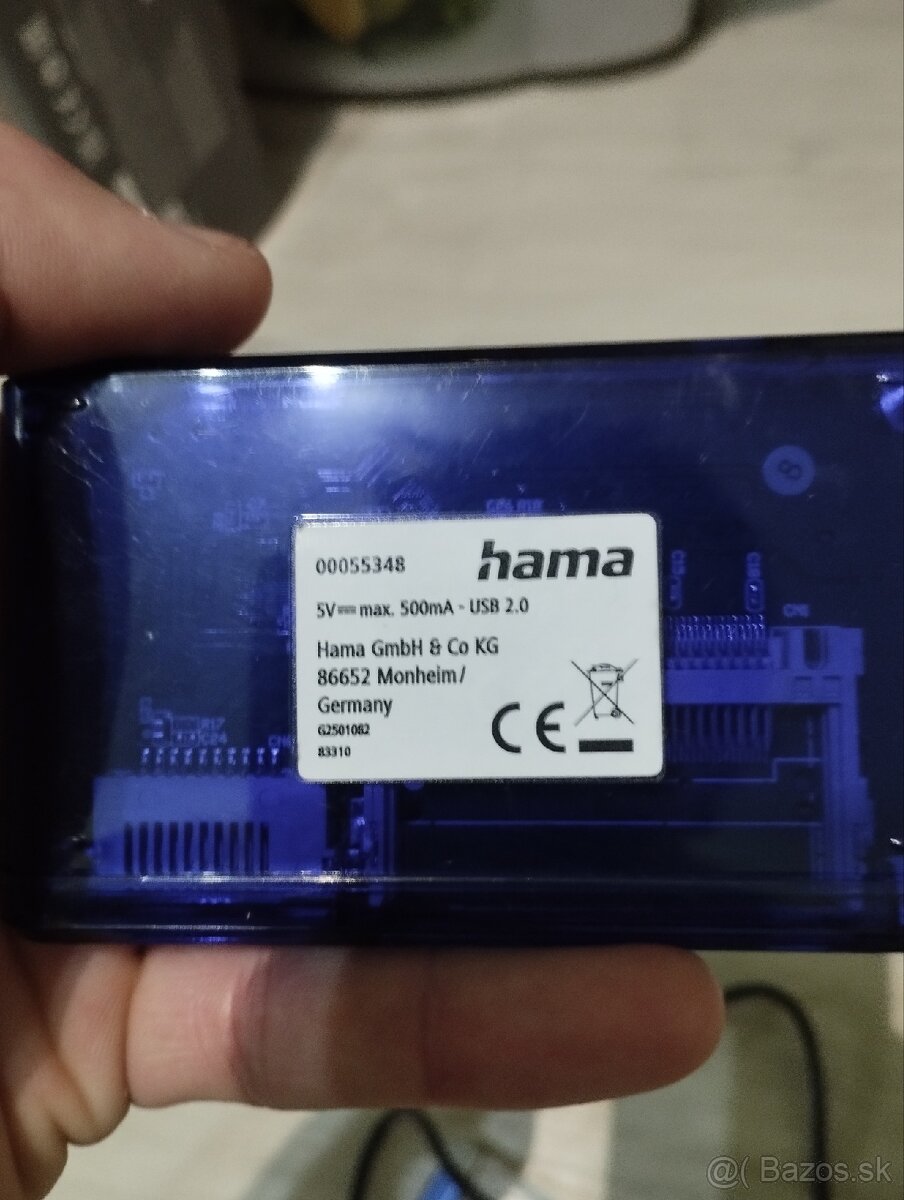 00055348 hama
5V⎓max. 500mA - USB 2.0
Hama GmbH & Co KG
86652 Monheim/
Germany
G2501082
83310
CE
8
@( Bazos.sk